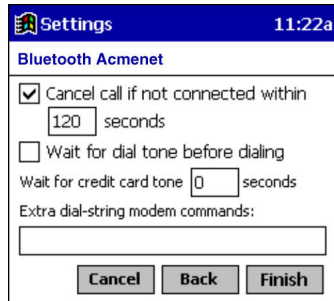 Settings 11:22a
Bluetooth Acmenet
Cancel call if not connected within
120 seconds
Wait for dial tone before dialing
Wait for credit card tone 0 seconds
Extra dial-string modem commands:
Cancel Back Finish